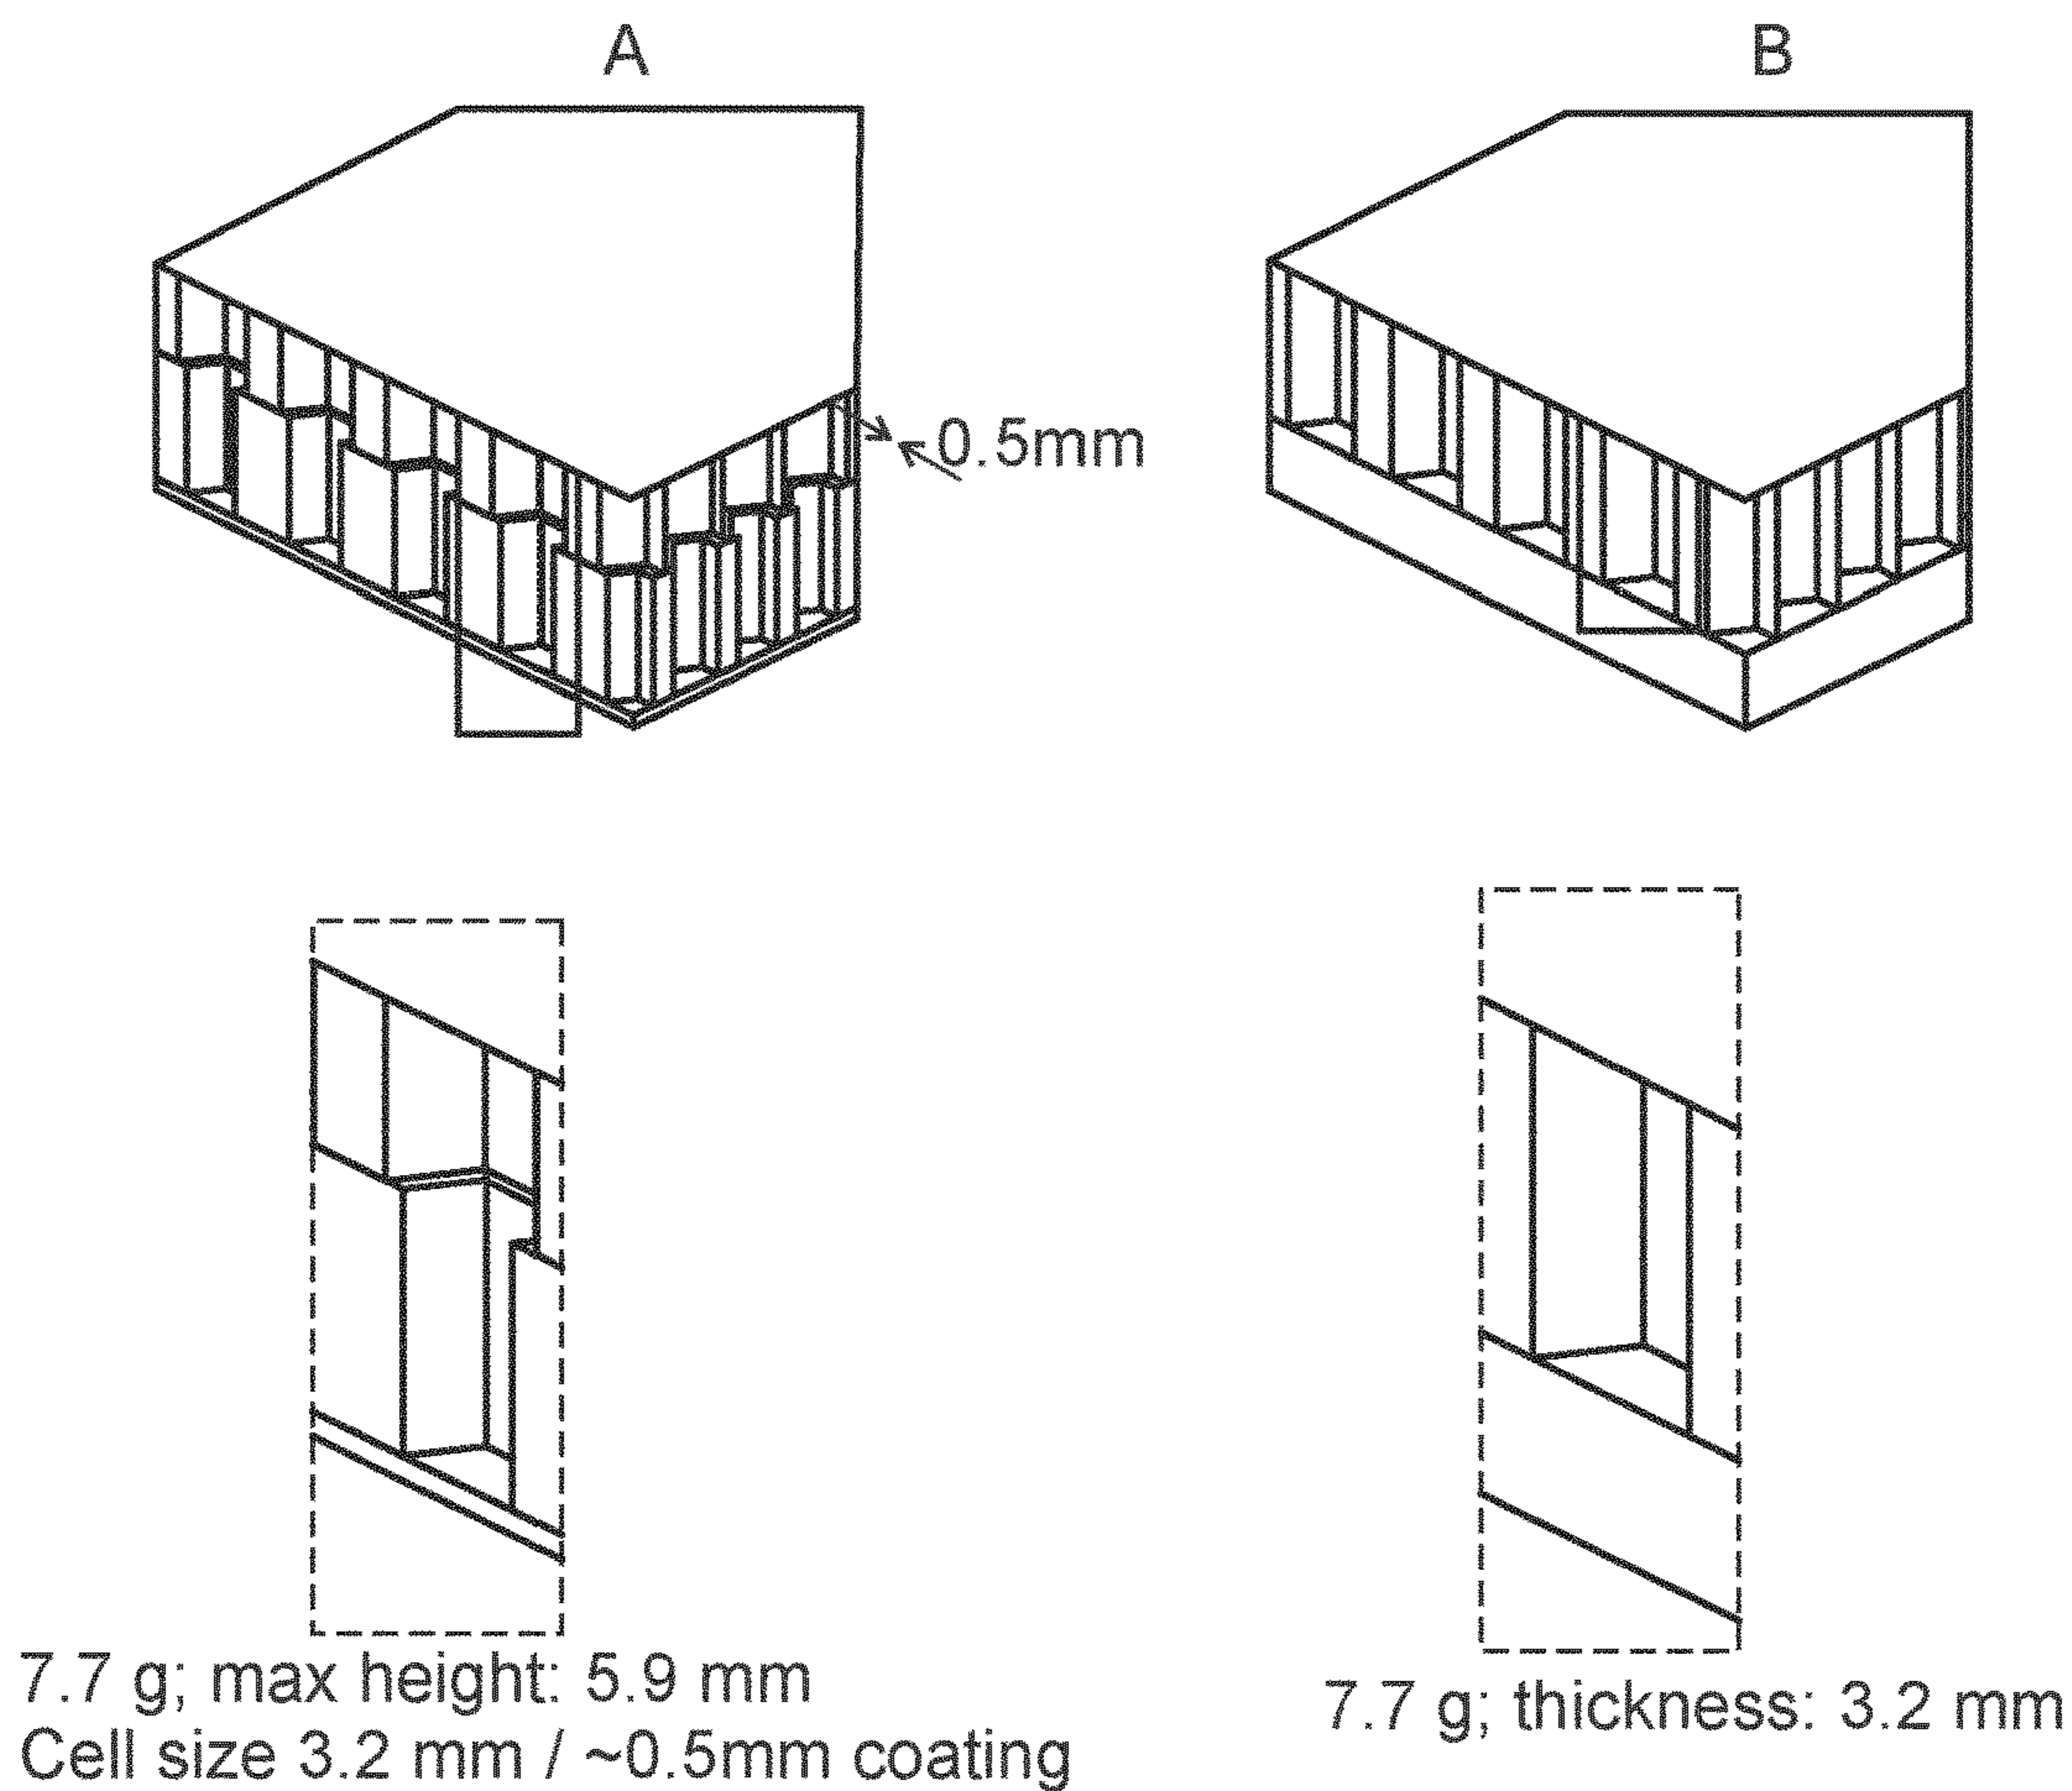 A
B
0.5mm
7.7 g; max height: 5.9 mm
Cell size 3.2 mm / ~0.5mm coating
7.7 g; thickness: 3.2 mm